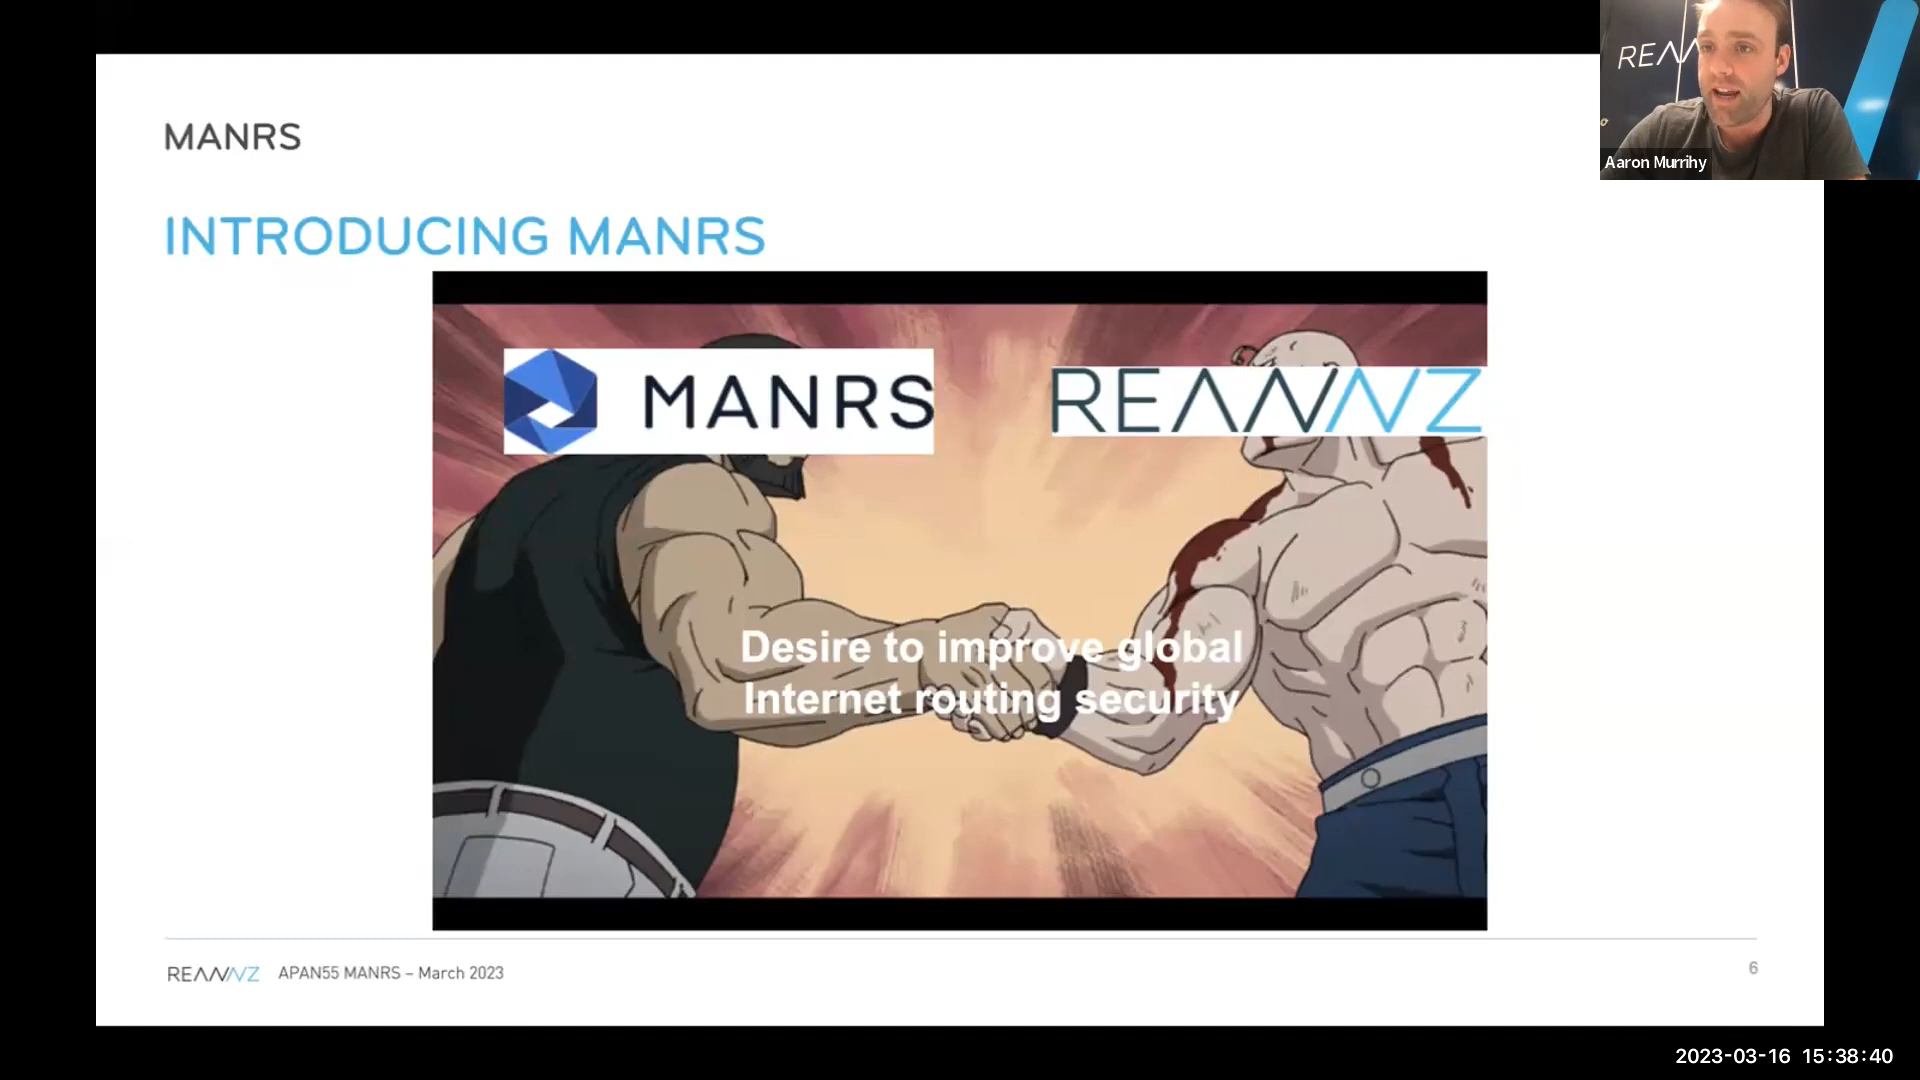 MANRS
REA
Aaron Murrihy
INTRODUCING MANRS
MANRS
REANNZ
Desire to improve global
Internet routing security
REANNZ
APAN55 MANRS – March 2023
6
2023-03-16 15:38:40